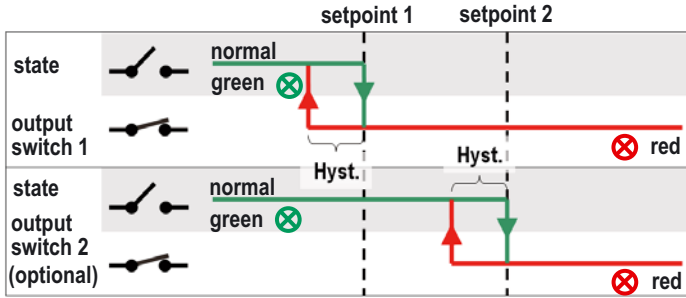 setpoint 1 setpoint 2
state
normal
green
output
switch 1
red
Hyst.
Hyst.
state
normal
green
output
switch 2
(optional)
red